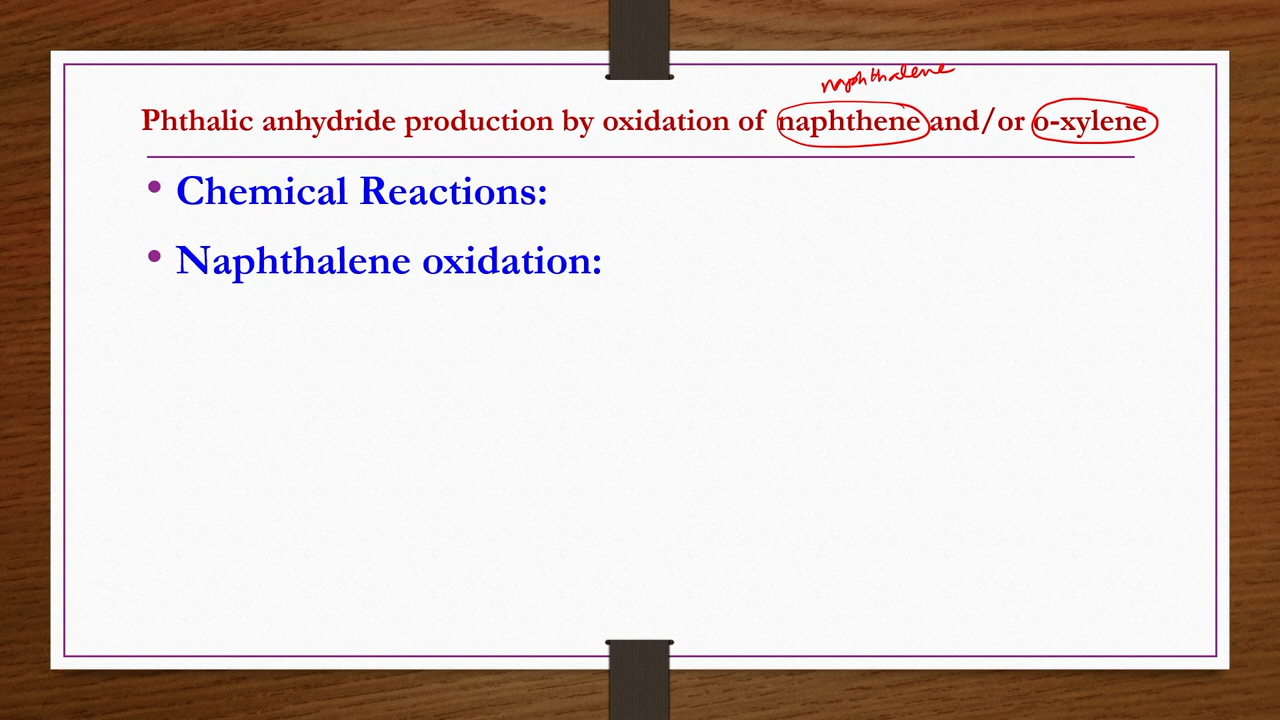 naphthalene
Phthalic anhydride production by oxidation of naphthene and/or o-xylene
• Chemical Reactions:
• Naphthalene oxidation: